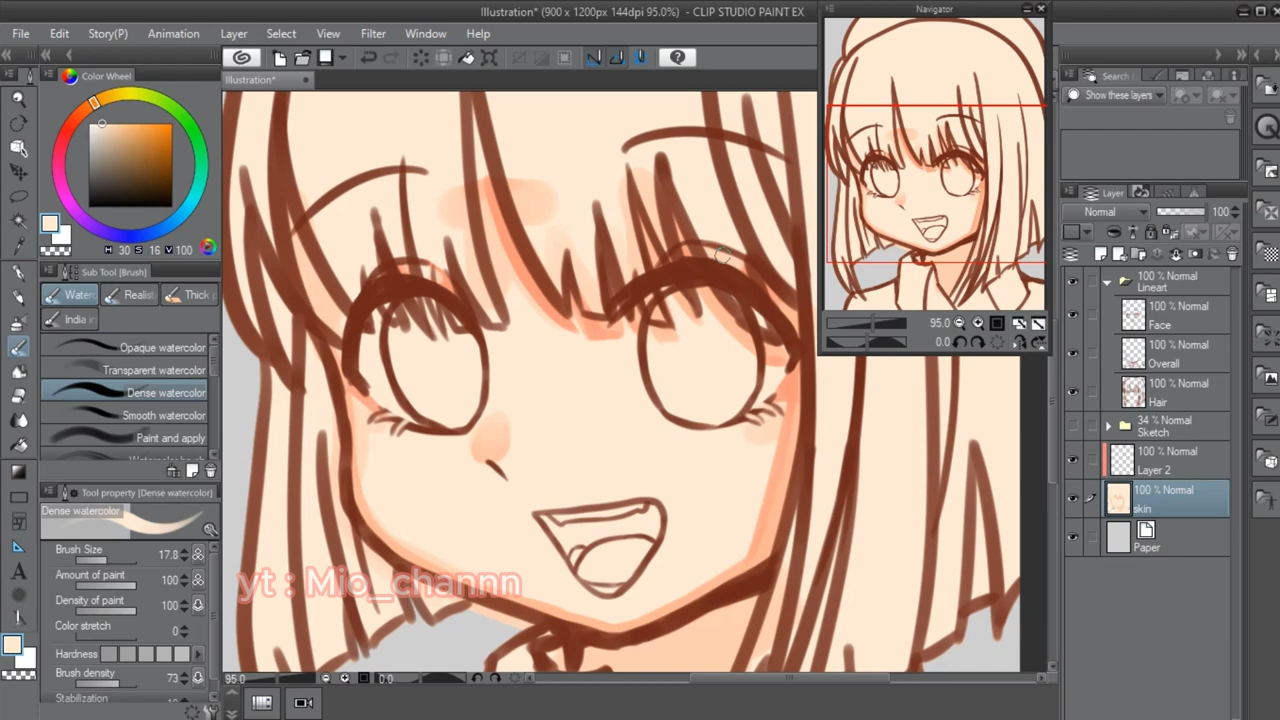 Illustration* (900 x 1200px 144dpi 95.0%) - CLIP STUDIO PAINT EX
Navigator
File Edit Story(P) Animation Layer Select View Filter Window Help
Color Wheel
Illustration*
Search
Show these layers
H 30 S 16 V 100
Sub Tool [Brush]
Water
Realist
Thick p
India in
Opaque watercolor
Transparent watercolor
Dense watercolor
Smooth watercolor
Paint and apply
Tool property [Dense watercolor]
Dense watercolor
Brush Size 17.8
Amount of paint 100
Density of paint 100
Color stretch 0
Hardness
Brush density 73
Stabilization
95.0
0.0
Layer
Normal 100
100 % Normal
Lineart
100 % Normal
Face
100 % Normal
Overall
100 % Normal
Hair
34 % Normal
Sketch
100 % Normal
Layer 2
100 % Normal
skin
Paper
yt : Mio_channn
95.0 0.0